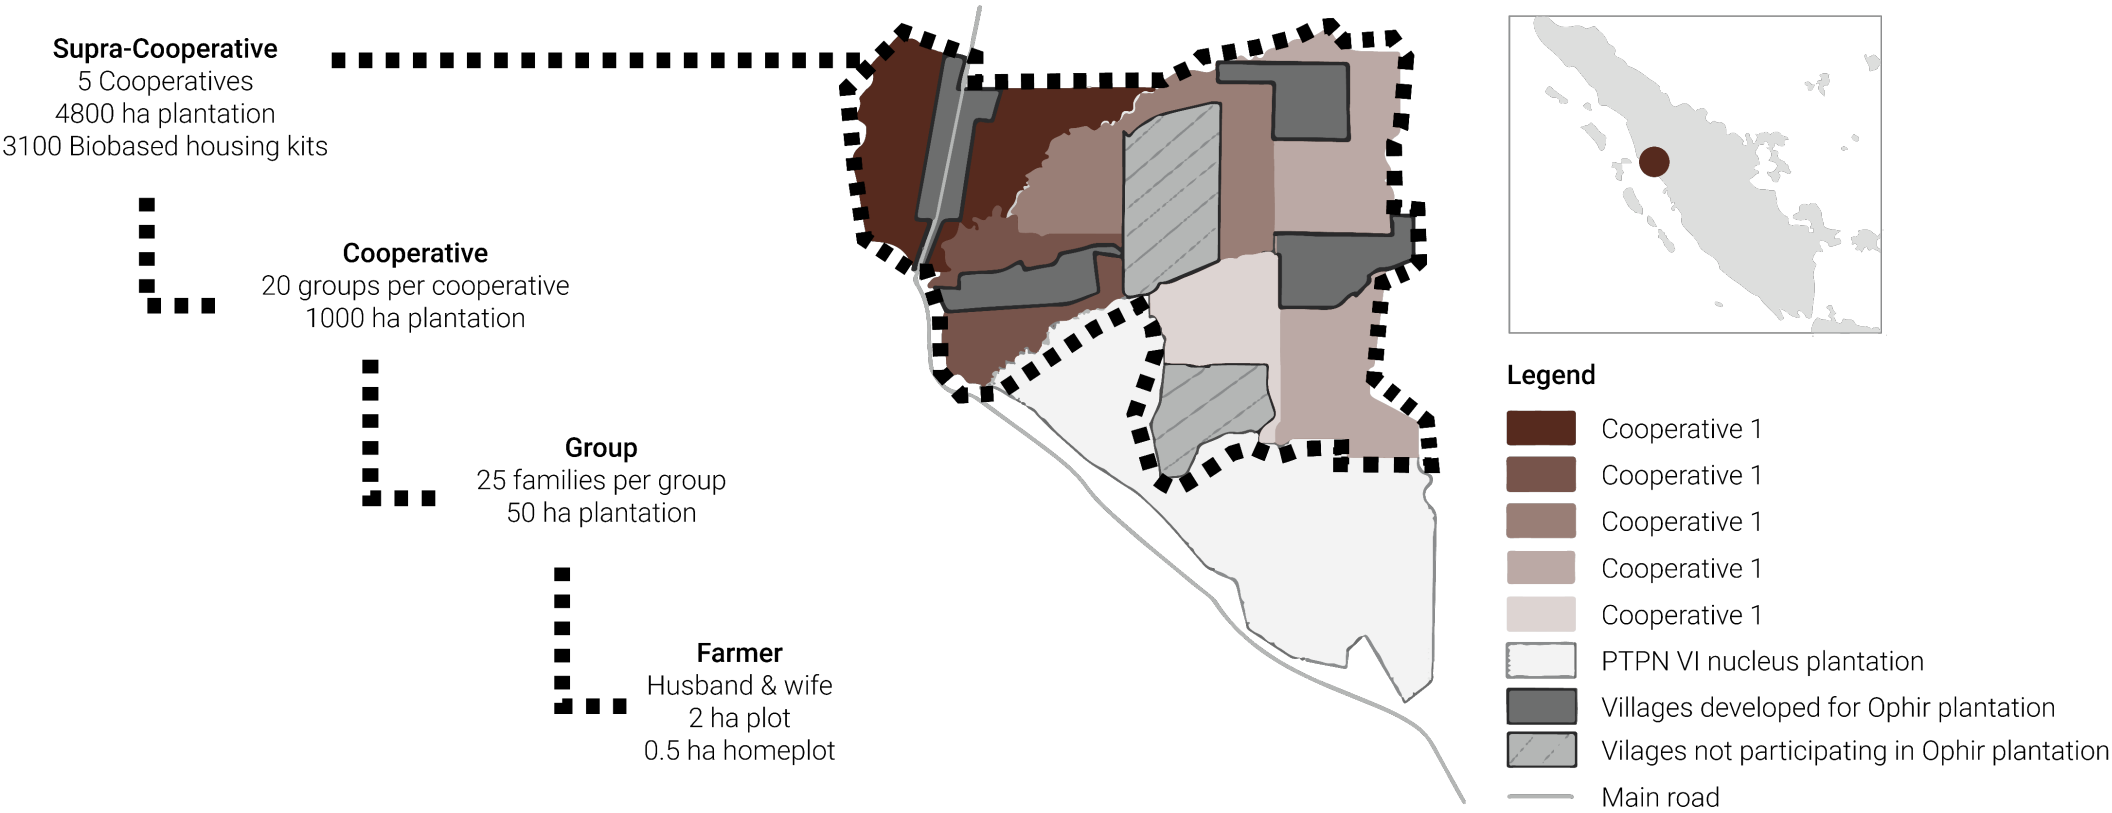 Supra-Cooperative
5 Cooperatives
4800 ha plantation
3100 Biobased housing kits
Cooperative
20 groups per cooperative
1000 ha plantation
Group
25 families per group
50 ha plantation
Farmer
Husband & wife
2 ha plot
0.5 ha homeplot
Legend
Cooperative 1
Cooperative 1
Cooperative 1
Cooperative 1
Cooperative 1
PTPN VI nucleus plantation
Villages developed for Ophir plantation
Vilages not participating in Ophir plantation
Main road